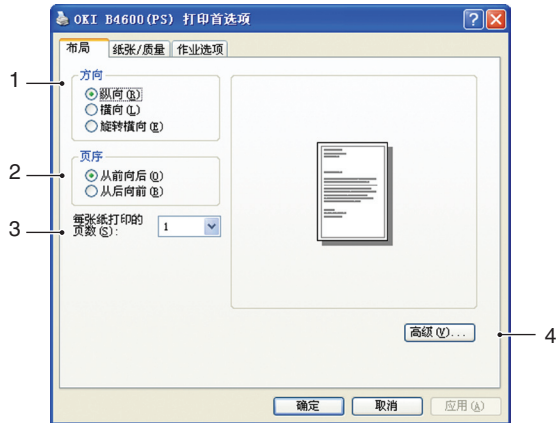 OKI B4600(PS) 打印首选项
布局 纸张/质量 作业选项
1
方向
纵向(R)
横向(L)
旋转横向(E)
2
页序
从前向后(O)
从后向前(B)
3
每张纸打印的
页数(S): 1
高级(V)...
4
确定 取消 应用(A)